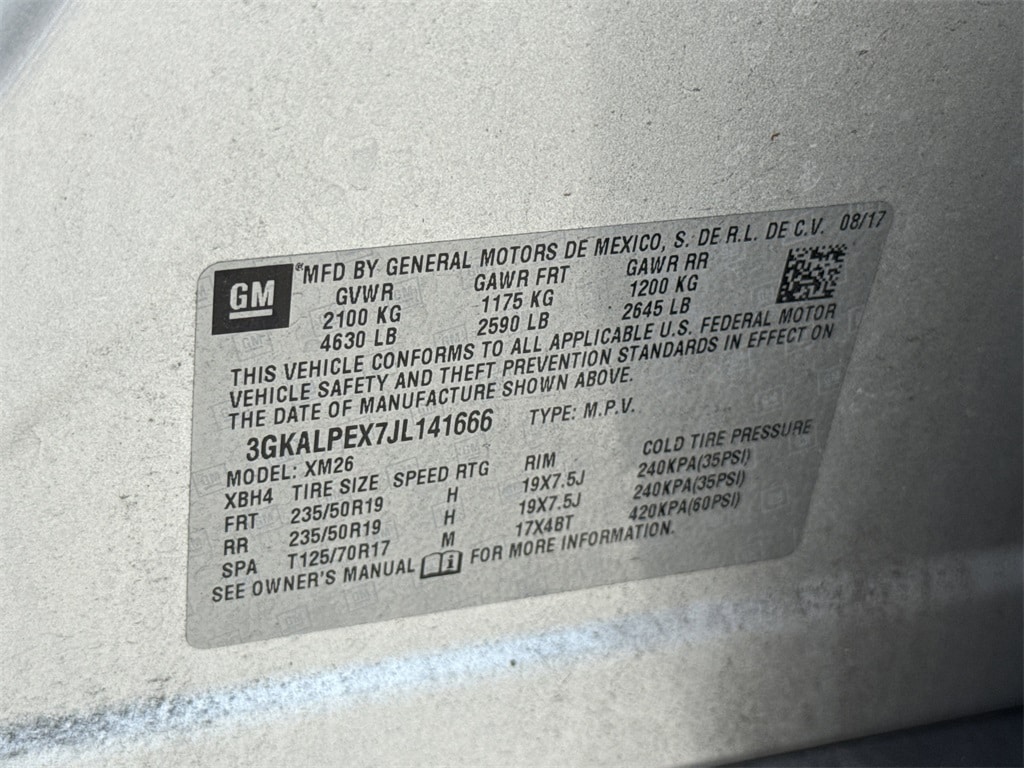 GM ® MFD BY GENERAL MOTORS DE MEXICO, S. DE R.L. DE C.V. 08/17
GVWR GAWR FRT GAWR RR
2100 KG 1175 KG 1200 KG
4630 LB 2590 LB 2645 LB
THIS VEHICLE CONFORMS TO ALL APPLICABLE U.S. FEDERAL MOTOR
VEHICLE SAFETY AND THEFT PREVENTION STANDARDS IN EFFECT ON
THE DATE OF MANUFACTURE SHOWN ABOVE.
3GKALPEX7JL141666 TYPE: M.P.V.
MODEL: XM26
XBH4 TIRE SIZE SPEED RTG RIM COLD TIRE PRESSURE
FRT 235/50R19 H 19X7.5J 240KPA(35PSI)
RR 235/50R19 H 19X7.5J 240KPA(35PSI)
SPA T125/70R17 M 17X4BT 420KPA(60PSI)
SEE OWNER'S MANUAL i FOR MORE INFORMATION.